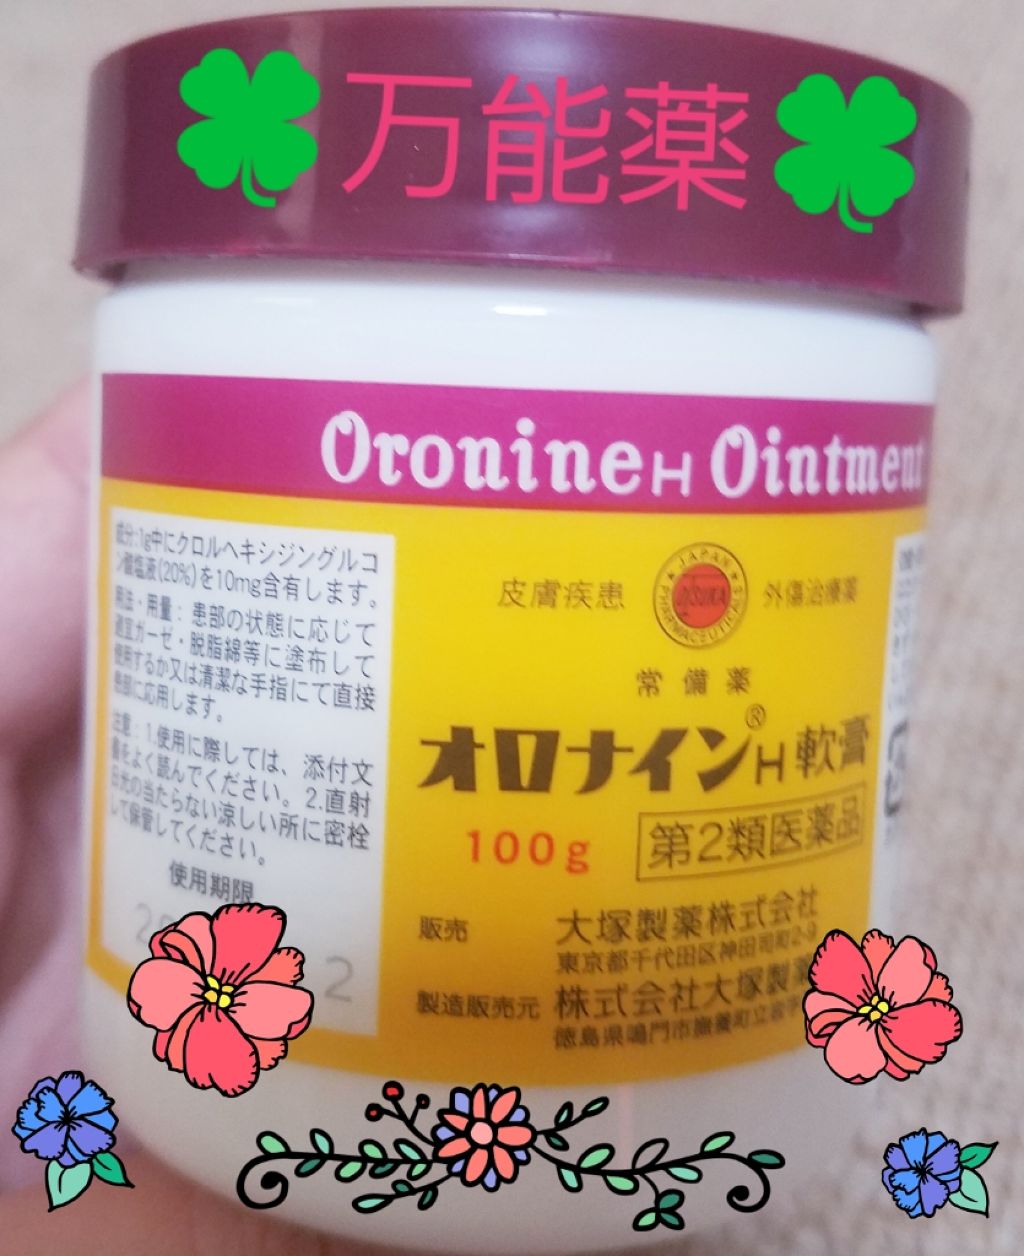 万能薬
Oronine H Ointment
成分:1g中にクロルヘキシジングルコ
ン酸塩液(20%)を10mg含有します。
用法・用量: 患部の状態に応じて
適宜ガーゼ・脱脂綿等に塗布して
使用するか又は清潔な手指にて直接
患部に応用します。
注意: 1.使用に際しては、添付文
書をよく読んでください。2.直射
日光の当たらない涼しい所に密栓
して保管してください。
使用期限
皮膚疾患
外傷治療薬
JAPAN
OTSUKA
PHARMACEUTICALS
常備薬
オロナイン®H軟膏
100g
第2類医薬品
販売 大塚製薬株式会社
東京都千代田区神田司町2-9
製造販売元 株式会社大塚製薬
徳島県鳴門市撫養町立岩字